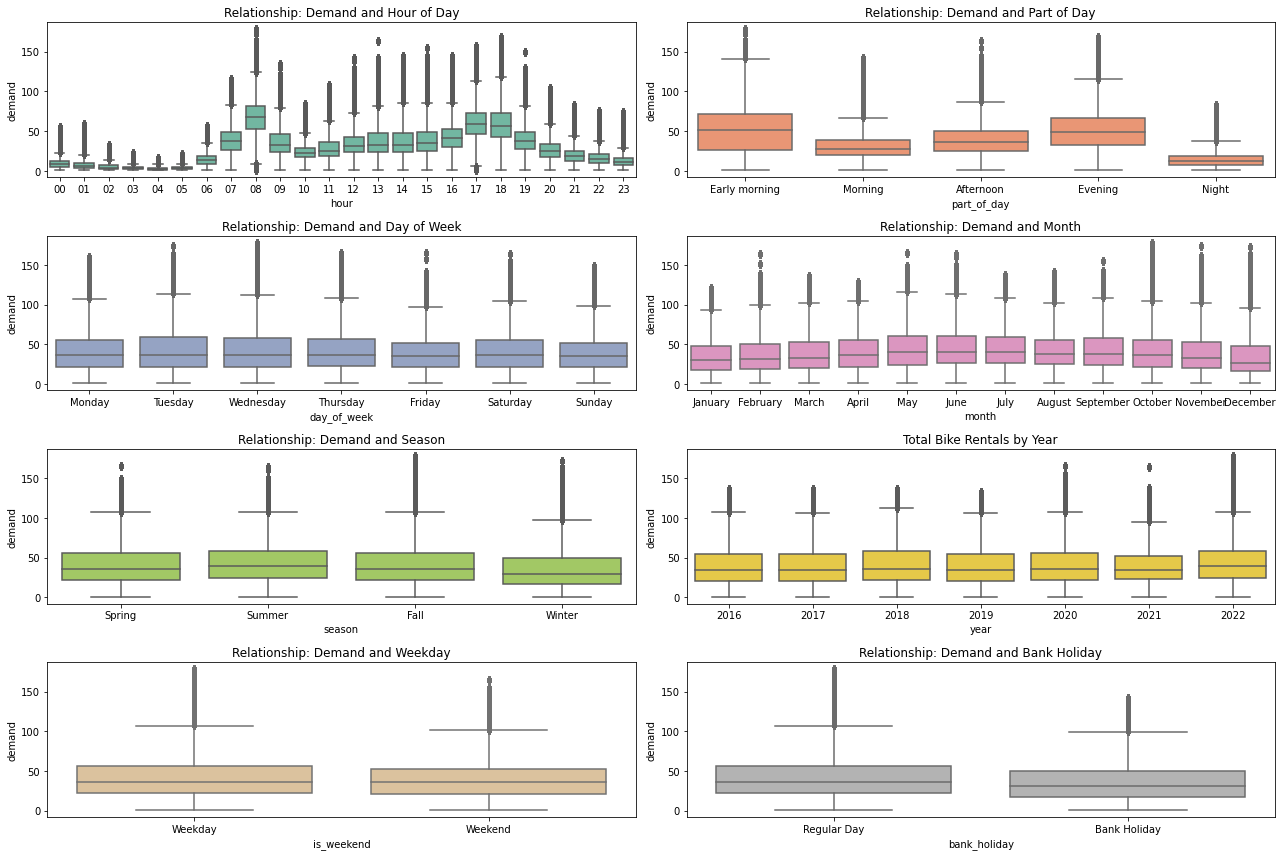 Relationship: Demand and Hour of Day
demand
150
100
50
0
00 01 02 03 04 05 06 07 08 09 10 11 12 13 14 15 16 17 18 19 20 21 22 23
hour
Relationship: Demand and Part of Day
demand
150
100
50
0
Early morning Morning Afternoon Evening Night
part_of_day
Relationship: Demand and Day of Week
demand
150
100
50
0
Monday Tuesday Wednesday Thursday Friday Saturday Sunday
day_of_week
Relationship: Demand and Month
demand
150
100
50
0
January February March April May June July August September October November December
month
Relationship: Demand and Season
demand
150
100
50
0
Spring Summer Fall Winter
season
Total Bike Rentals by Year
demand
150
100
50
0
2016 2017 2018 2019 2020 2021 2022
year
Relationship: Demand and Weekday
demand
150
100
50
0
Weekday Weekend
is_weekend
Relationship: Demand and Bank Holiday
demand
150
100
50
0
Regular Day Bank Holiday
bank_holiday